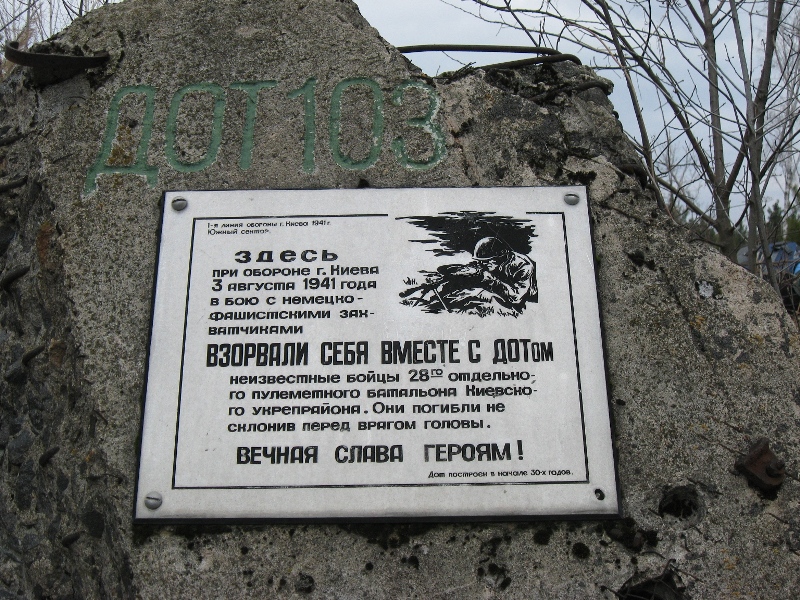 ДОТ 103
1-я линия обороны г. Киева 1941 г.
Южный сектор
ЗДЕСЬ
ПРИ ОБОРОНЕ Г. КИЕВА
3 АВГУСТА 1941 ГОДА
В БОЮ С НЕМЕЦКО-
ФАШИСТСКИМИ ЗАХ-
ВАТЧИКАМИ
ВЗОРВАЛИ СЕБЯ ВМЕСТЕ С ДОТом
НЕИЗВЕСТНЫЕ БОЙЦЫ 28го ОТДЕЛЬНО-
ГО ПУЛЕМЕТНОГО БАТАЛЬОНА КИЕВСКО-
ГО УКРЕПРАЙОНА. ОНИ ПОГИБЛИ НЕ
СКЛОНИВ ПЕРЕД ВРАГОМ ГОЛОВЫ.
ВЕЧНАЯ СЛАВА ГЕРОЯМ!
Дот построен в начале 30-х годов.